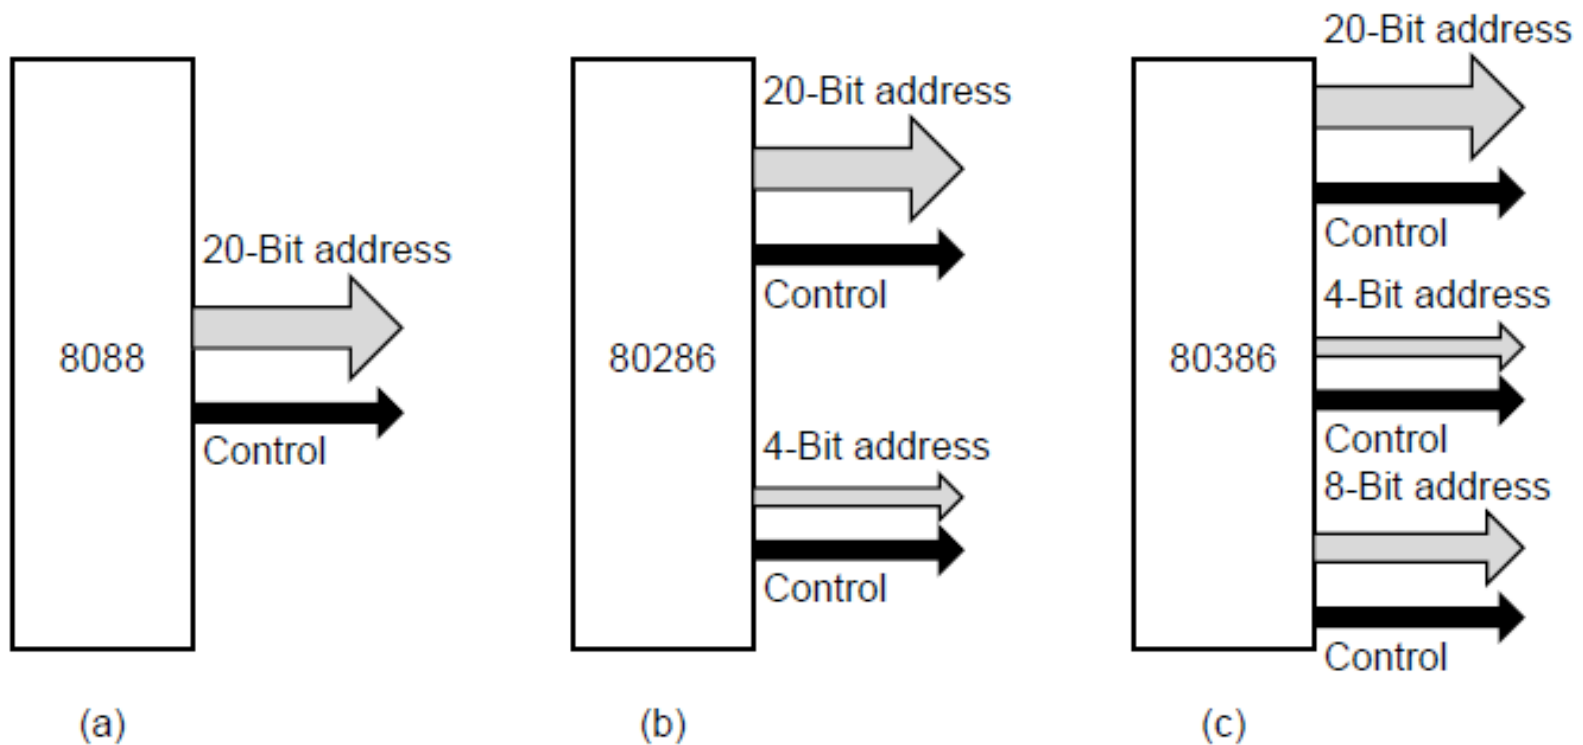 8088
20-Bit address
Control
(a)
80286
20-Bit address
Control
4-Bit address
Control
(b)
80386
20-Bit address
Control
4-Bit address
Control
8-Bit address
Control
(c)